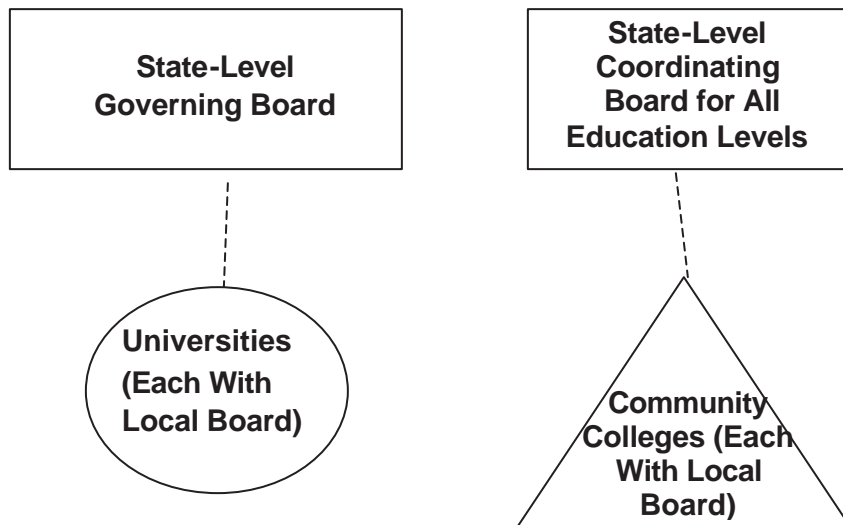 State-Level
Governing Board
State-Level
Coordinating
Board for All
Education Levels
Universities
(Each With
Local Board)
Community
Colleges (Each
With Local
Board)